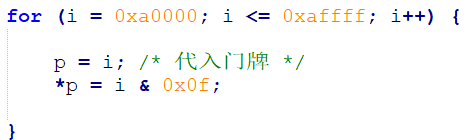 for (i = 0xa0000; i <= 0xaffff; i++) {
p = i; /* 代入门牌 */
*p = i & 0x0f;
}